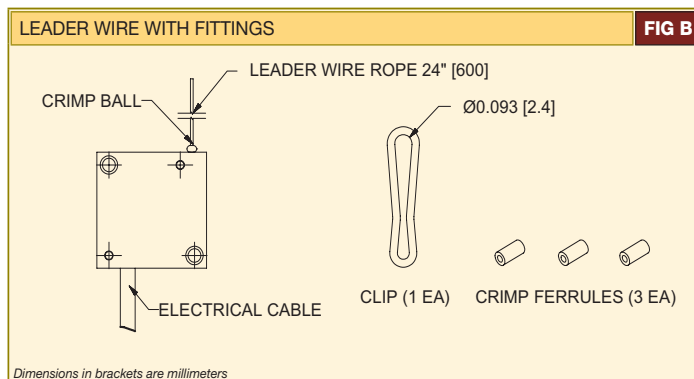 LEADER WIRE WITH FITTINGS
FIG B
LEADER WIRE ROPE 24" [600]
CRIMP BALL
Ø0.093 [2.4]
ELECTRICAL CABLE
CLIP (1 EA)
CRIMP FERRULES (3 EA)
Dimensions in brackets are millimeters